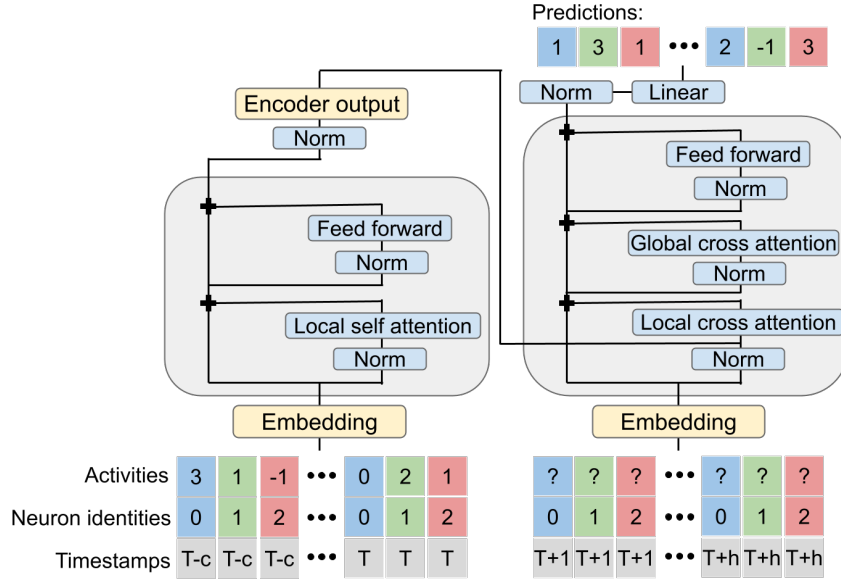 Predictions:
1 3 1 ••• 2 -1 3
Norm
Linear
Encoder output
Norm
Feed forward
Norm
Local self attention
Norm
Embedding
Feed forward
Norm
Global cross attention
Norm
Local cross attention
Norm
Embedding
Activities 3 1 -1 ••• 0 2 1 ? ? ? ••• ? ? ?
Neuron identities 0 1 2 0 1 2 0 1 2 0 1 2
Timestamps T-c T-c T-c ••• T T T T+1 T+1 T+1 ••• T+h T+h T+h